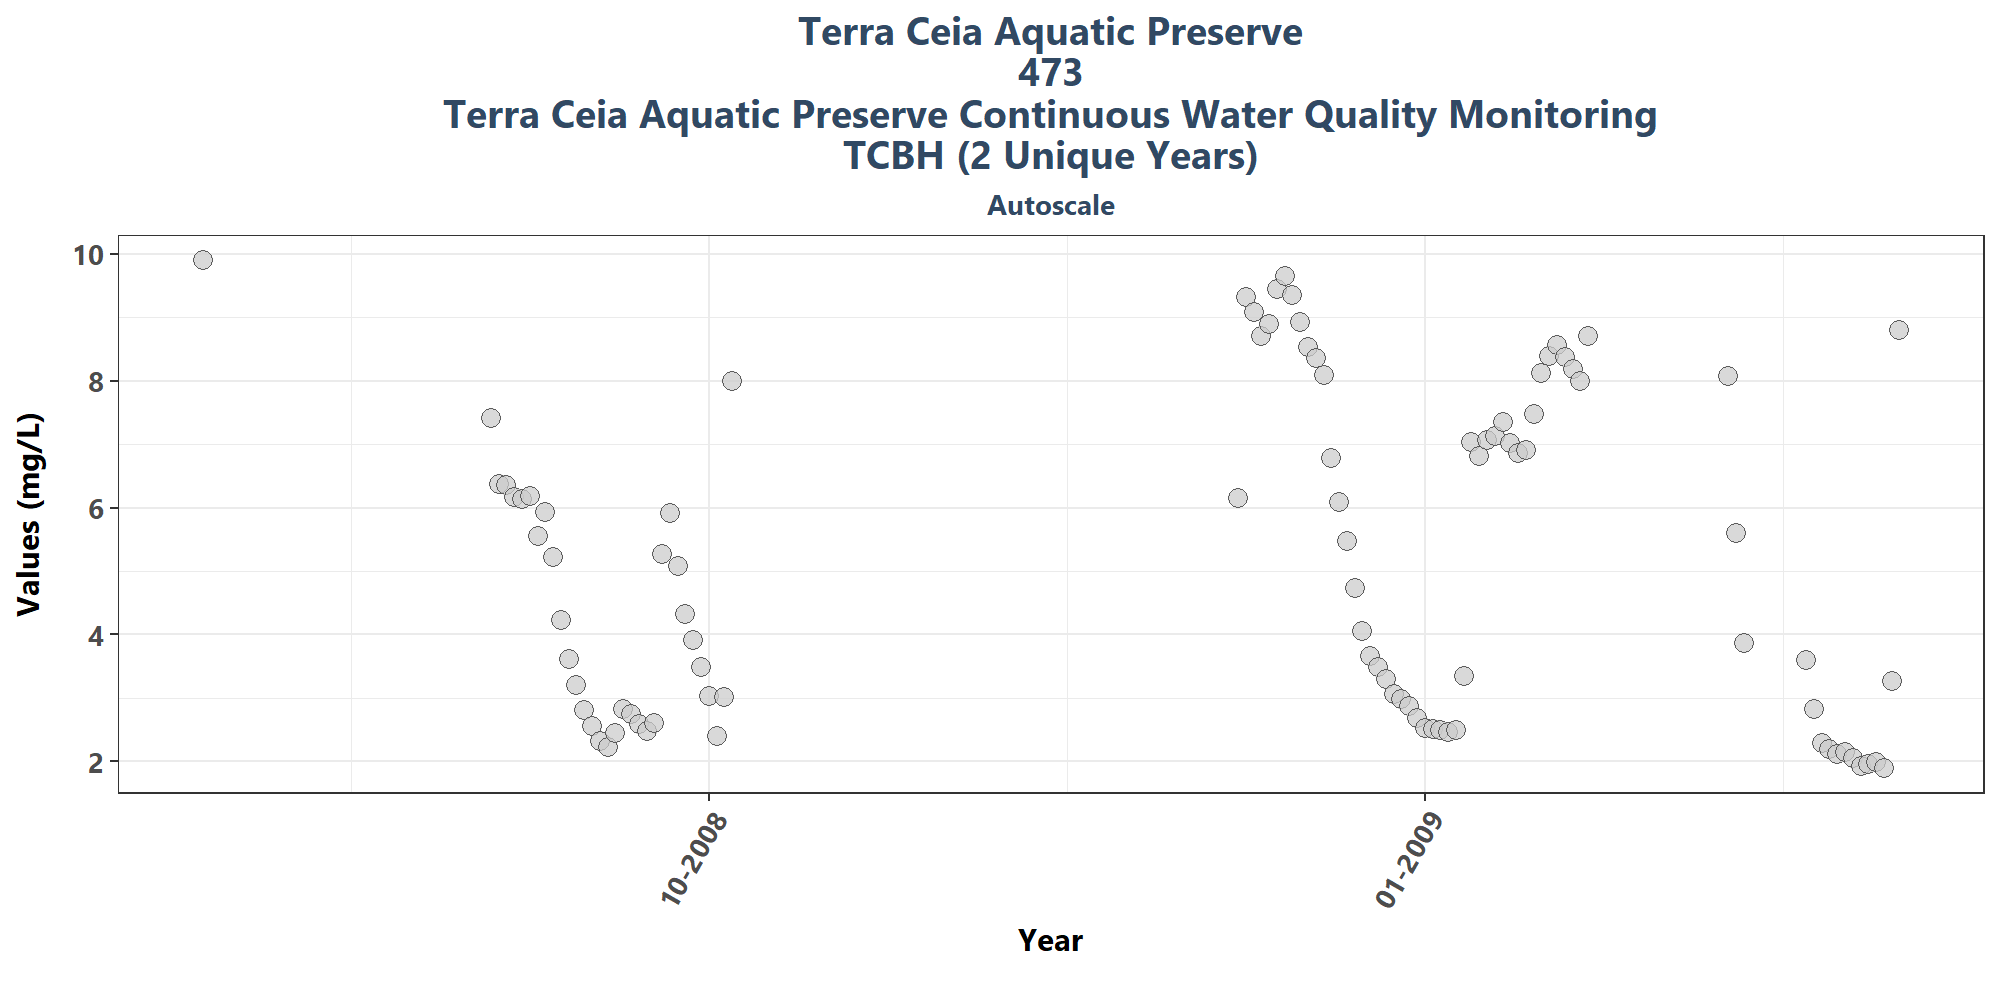 Terra Ceia Aquatic Preserve
473
Terra Ceia Aquatic Preserve Continuous Water Quality Monitoring
TCBH (2 Unique Years)
Autoscale
Values (mg/L)
10
8
6
4
2
10-2008
01-2009
Year